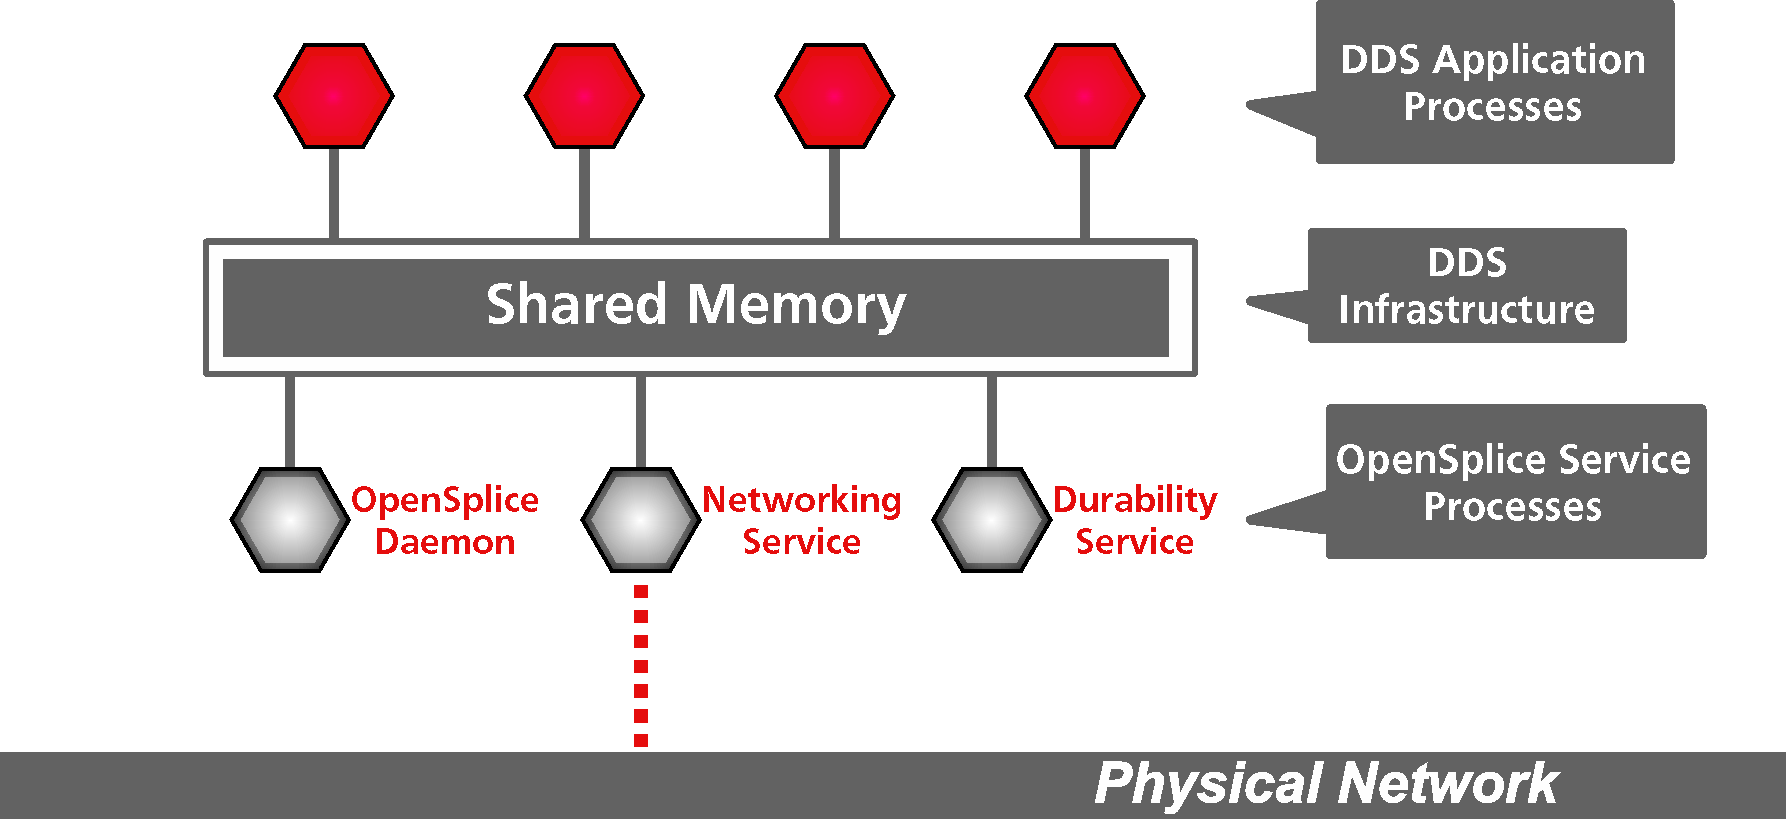 DDS Application
Processes
Shared Memory
DDS
Infrastructure
OpenSplice
Daemon
Networking
Service
Durability
Service
OpenSplice Service
Processes
Physical Network